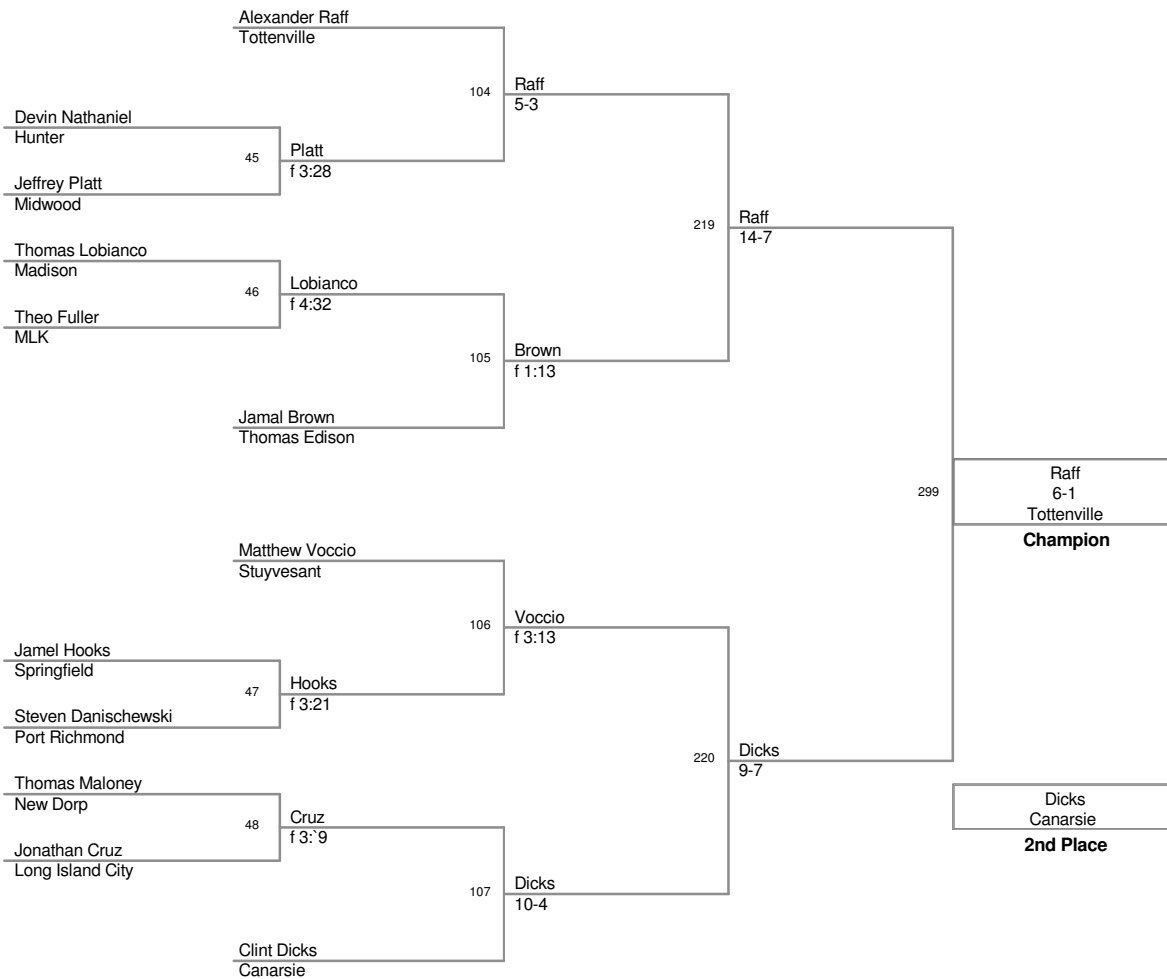 Alexander Raff
Tottenville
104
Raff
5-3
Devin Nathaniel
Hunter
45
Platt
f 3:28
Jeffrey Platt
Midwood
219
Raff
14-7
Thomas Lobianco
Madison
46
Lobianco
f 4:32
Theo Fuller
MLK
105
Brown
f 1:13
Jamal Brown
Thomas Edison
299
Raff
6-1
Tottenville
Champion
Matthew Voccio
Stuyvesant
106
Voccio
f 3:13
Jamel Hooks
Springfield
47
Hooks
f 3:21
Steven Danischewski
Port Richmond
220
Dicks
9-7
Thomas Maloney
New Dorp
48
Cruz
f 3:`9
Jonathan Cruz
Long Island City
Dicks
Canarsie
2nd Place
107
Dicks
10-4
Clint Dicks
Canarsie